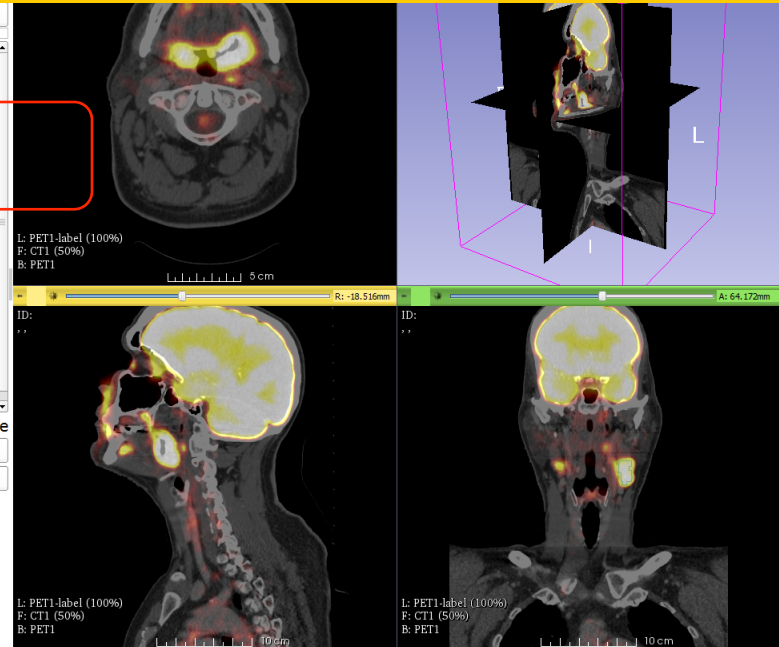 L: PET1-label (100%)
F: CT1 (50%)
B: PET1
5 cm
L
I
R: -18.516mm
A: 64.172mm
ID:
, ,
L: PET1-label (100%)
F: CT1 (50%)
B: PET1
10 cm
ID:
, ,
L: PET1-label (100%)
F: CT1 (50%)
B: PET1
10 cm
e